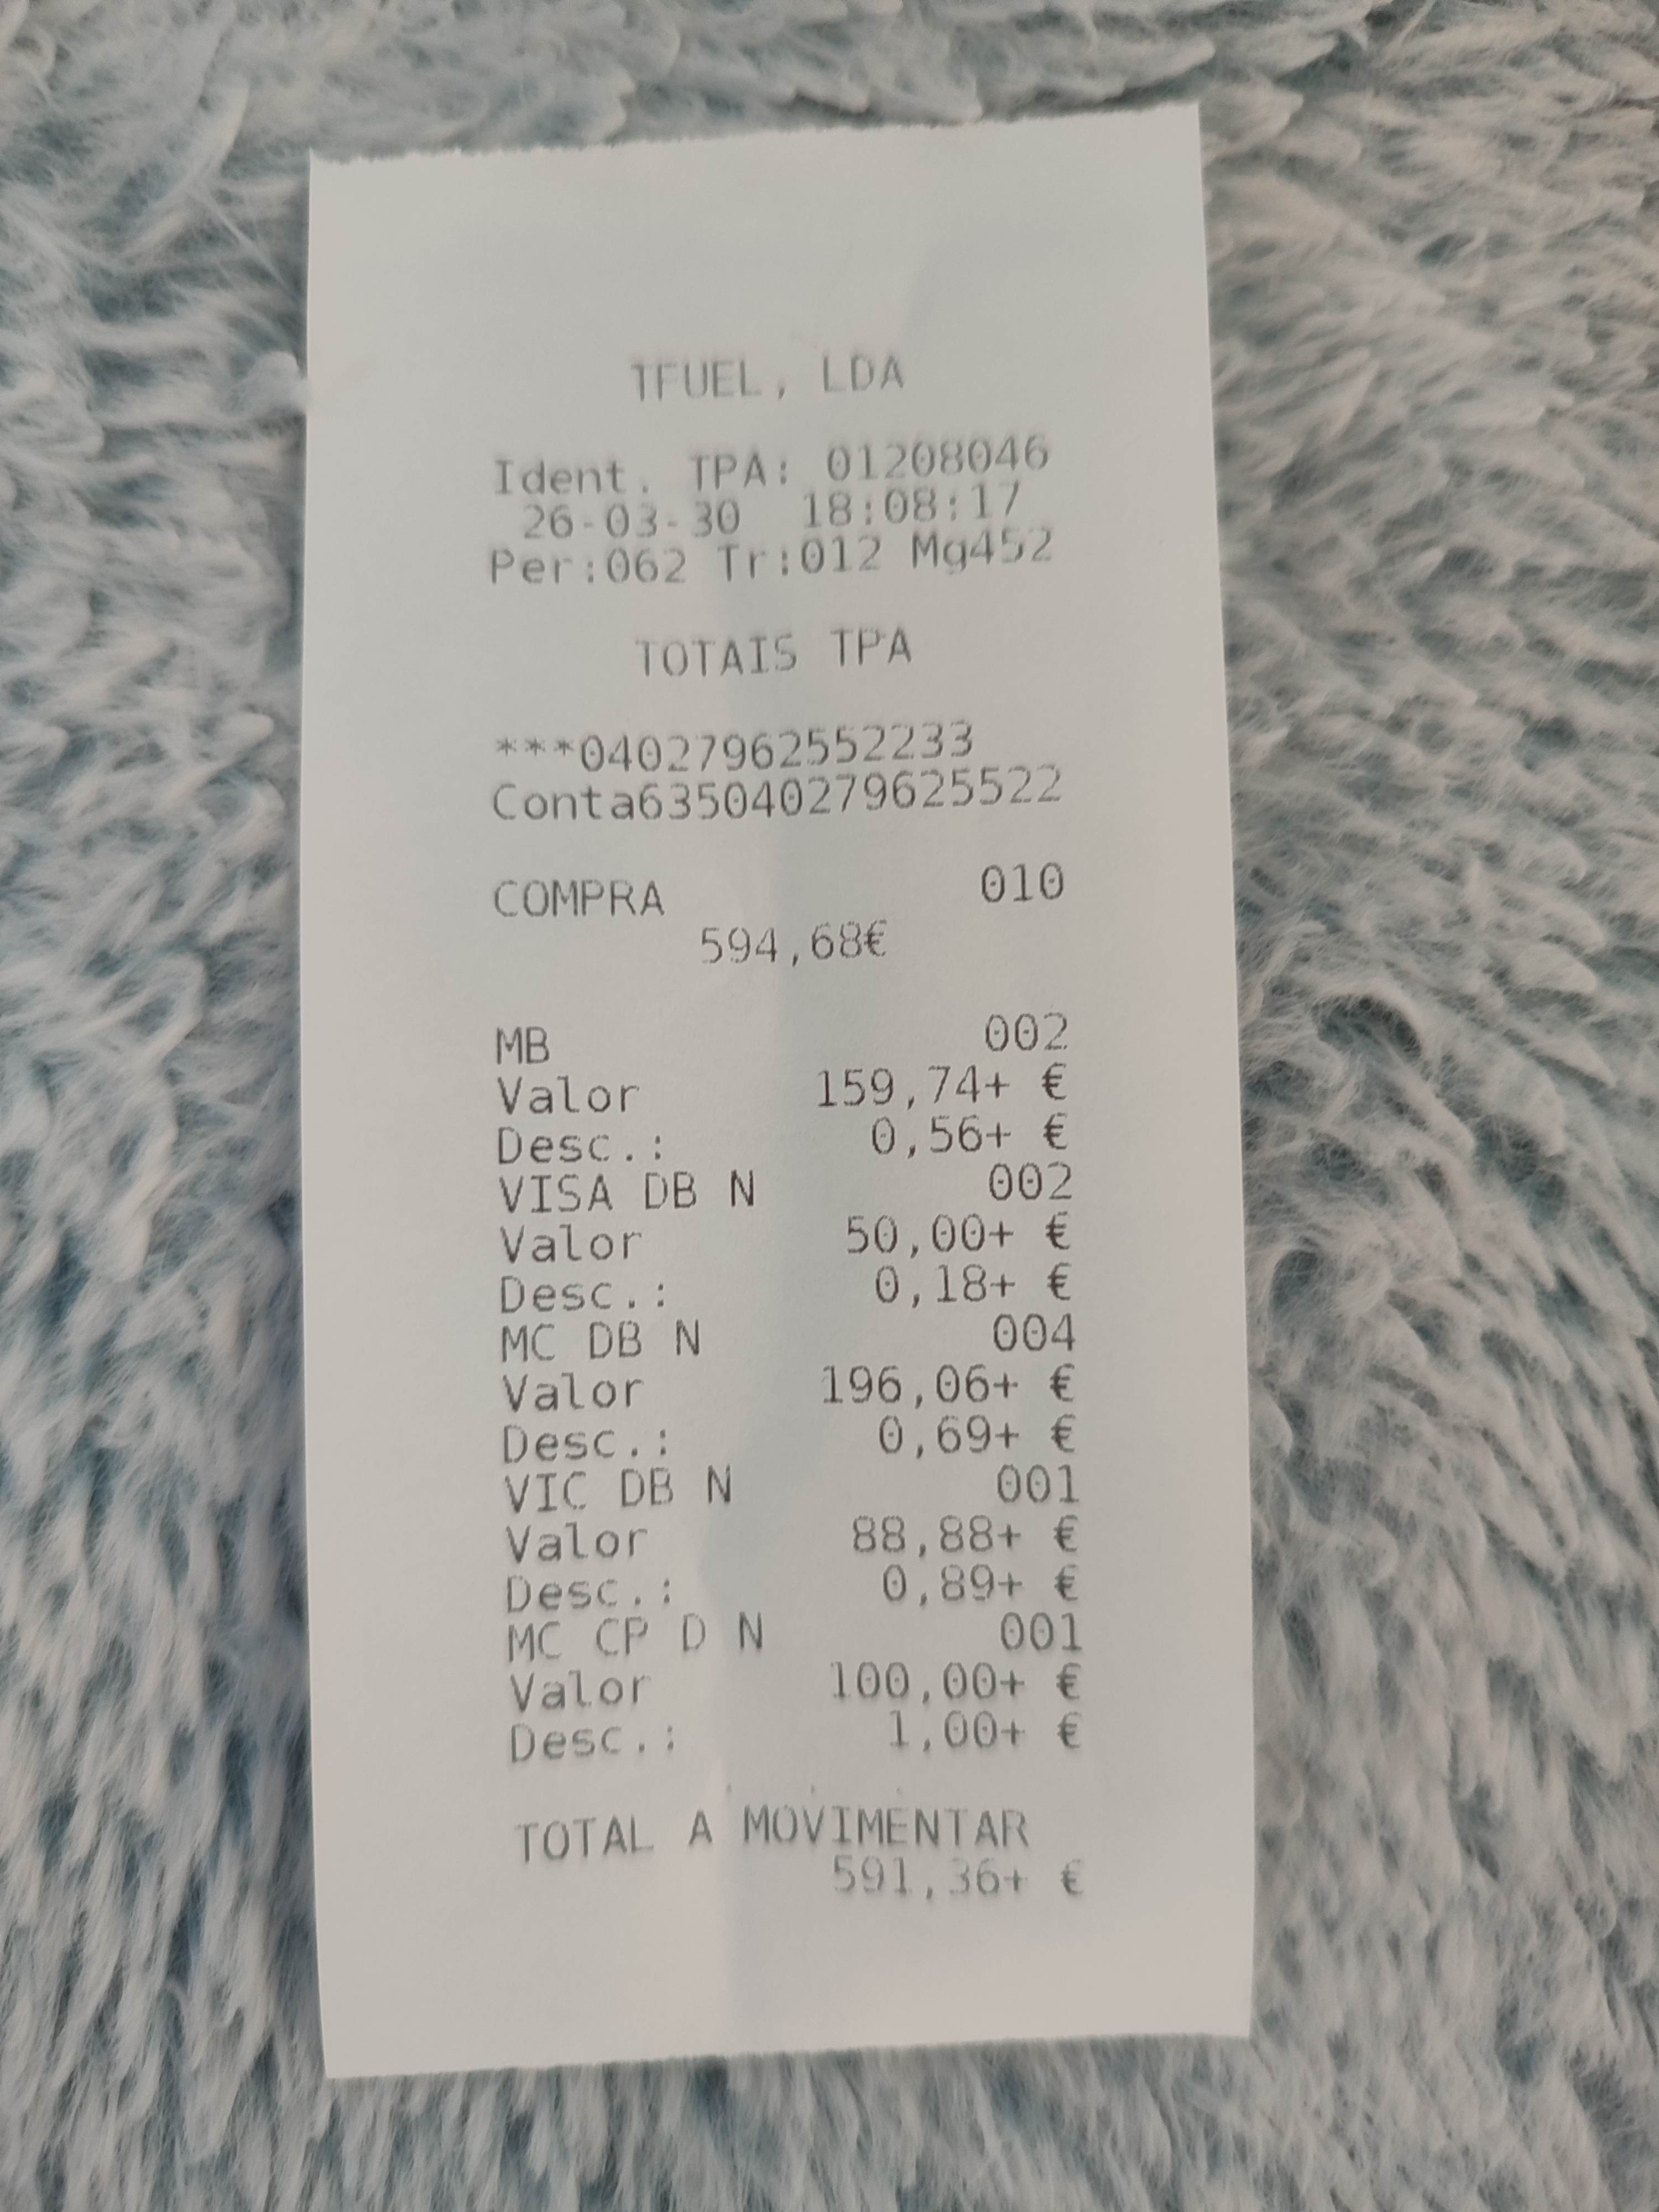 TFUEL, LDA
Ident. TPA: 01208046
26-03-30 18:08:17
Per:062 Tr:012 Mg452
TOTAIS TPA
***04027962552233
Conta635040279625522
COMPRA 010
594,68€
MB 002
Valor 159,74+ €
Desc.: 0,56+ €
VISA DB N 002
Valor 50,00+ €
Desc.: 0,18+ €
MC DB N 004
Valor 196,06+ €
Desc.: 0,69+ €
VIC DB N 001
Valor 88,88+ €
Desc.: 0,89+ €
MC CP D N 001
Valor 100,00+ €
Desc.: 1,00+ €
TOTAL A MOVIMENTAR
591,36+ €